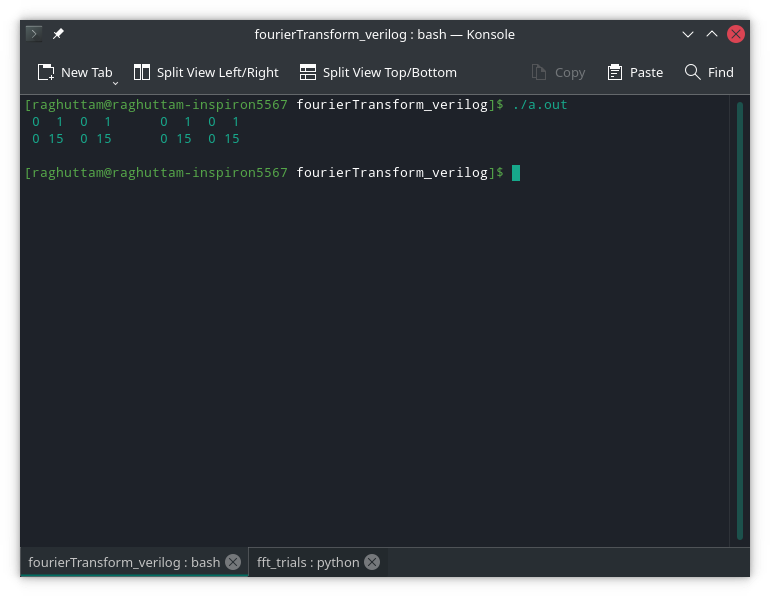 fourierTransform_verilog : bash — Konsole
New Tab Split View Left/Right Split View Top/Bottom Copy Paste Find
[raghuttam@raghuttam-inspiron5567 fourierTransform_verilog]$ ./a.out
 0  1  0  1      0  1  0  1
 0 15  0 15      0 15  0 15
[raghuttam@raghuttam-inspiron5567 fourierTransform_verilog]$
fourierTransform_verilog : bash fft_trials : python